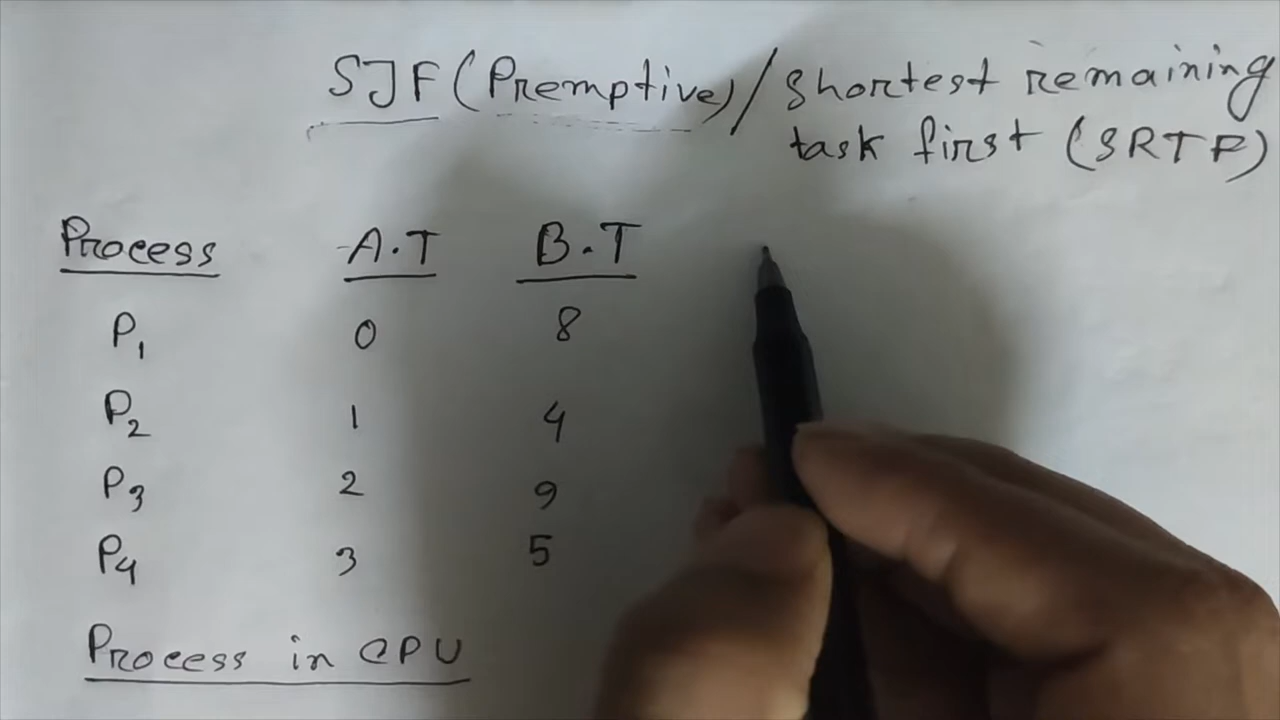 SJF (Premptive) / Shortest remaining
task first (SRTF)
Process A.T B.T
P1 0 8
P2 1 4
P3 2 9
P4 3 5
Process in CPU